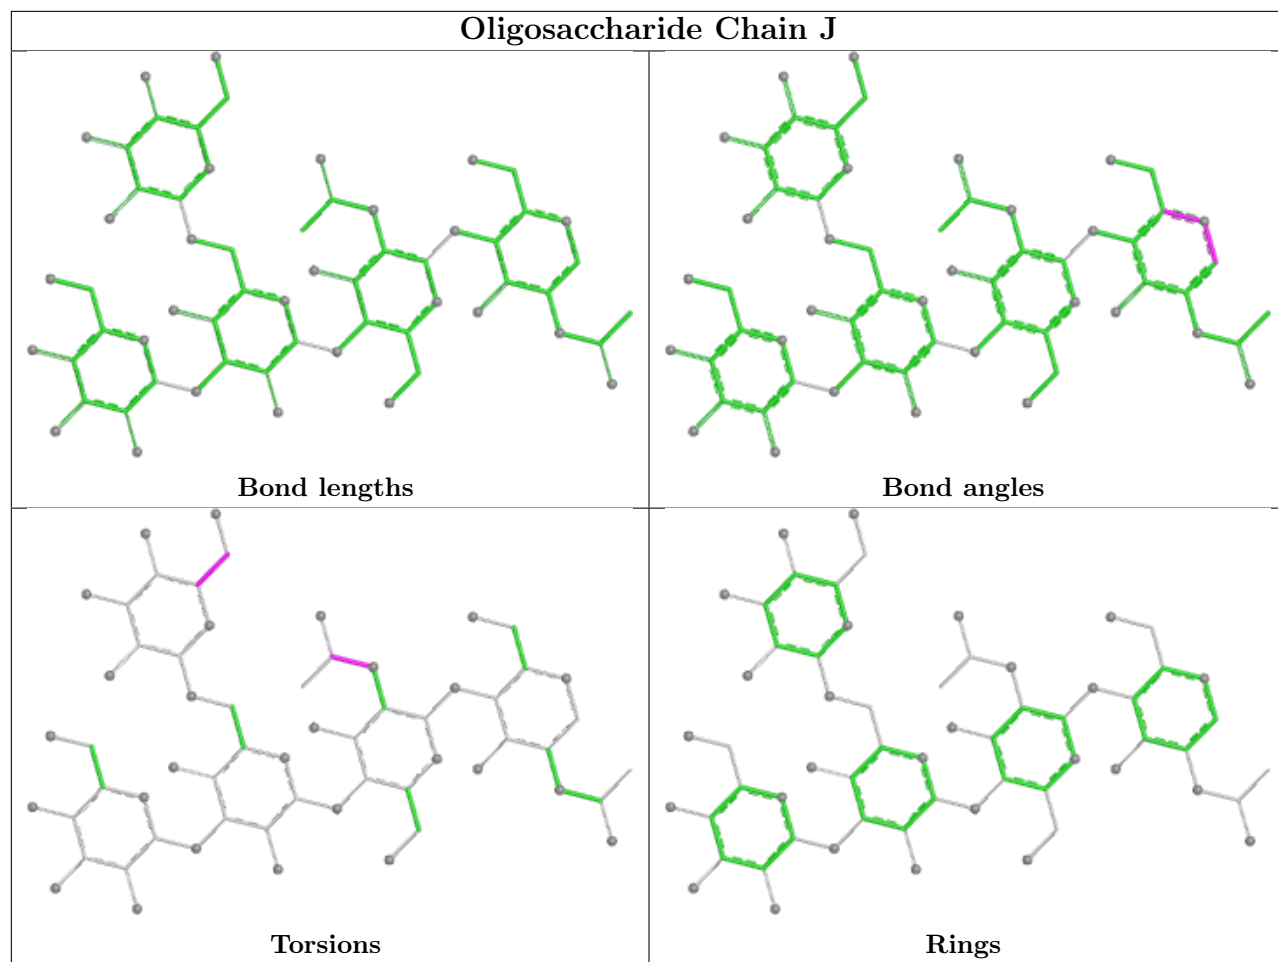 Oligosaccharide Chain J
Bond lengths
Bond angles
Torsions
Rings